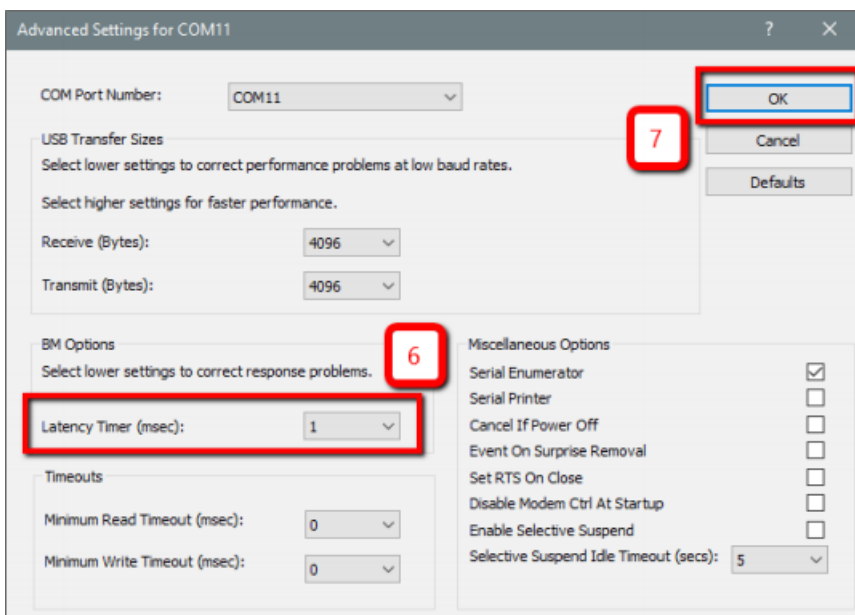 Advanced Settings for COM11
COM Port Number: COM11
OK
7
Cancel
Defaults
USB Transfer Sizes
Select lower settings to correct performance problems at low baud rates.
Select higher settings for faster performance.
Receive (Bytes): 4096
Transmit (Bytes): 4096
BM Options
6
Select lower settings to correct response problems.
Latency Timer (msec): 1
Timeouts
Minimum Read Timeout (msec): 0
Minimum Write Timeout (msec): 0
Miscellaneous Options
Serial Enumerator
Serial Printer
Cancel If Power Off
Event On Surprise Removal
Set RTS On Close
Disable Modem Ctrl At Startup
Enable Selective Suspend
Selective Suspend Idle Timeout (secs): 5